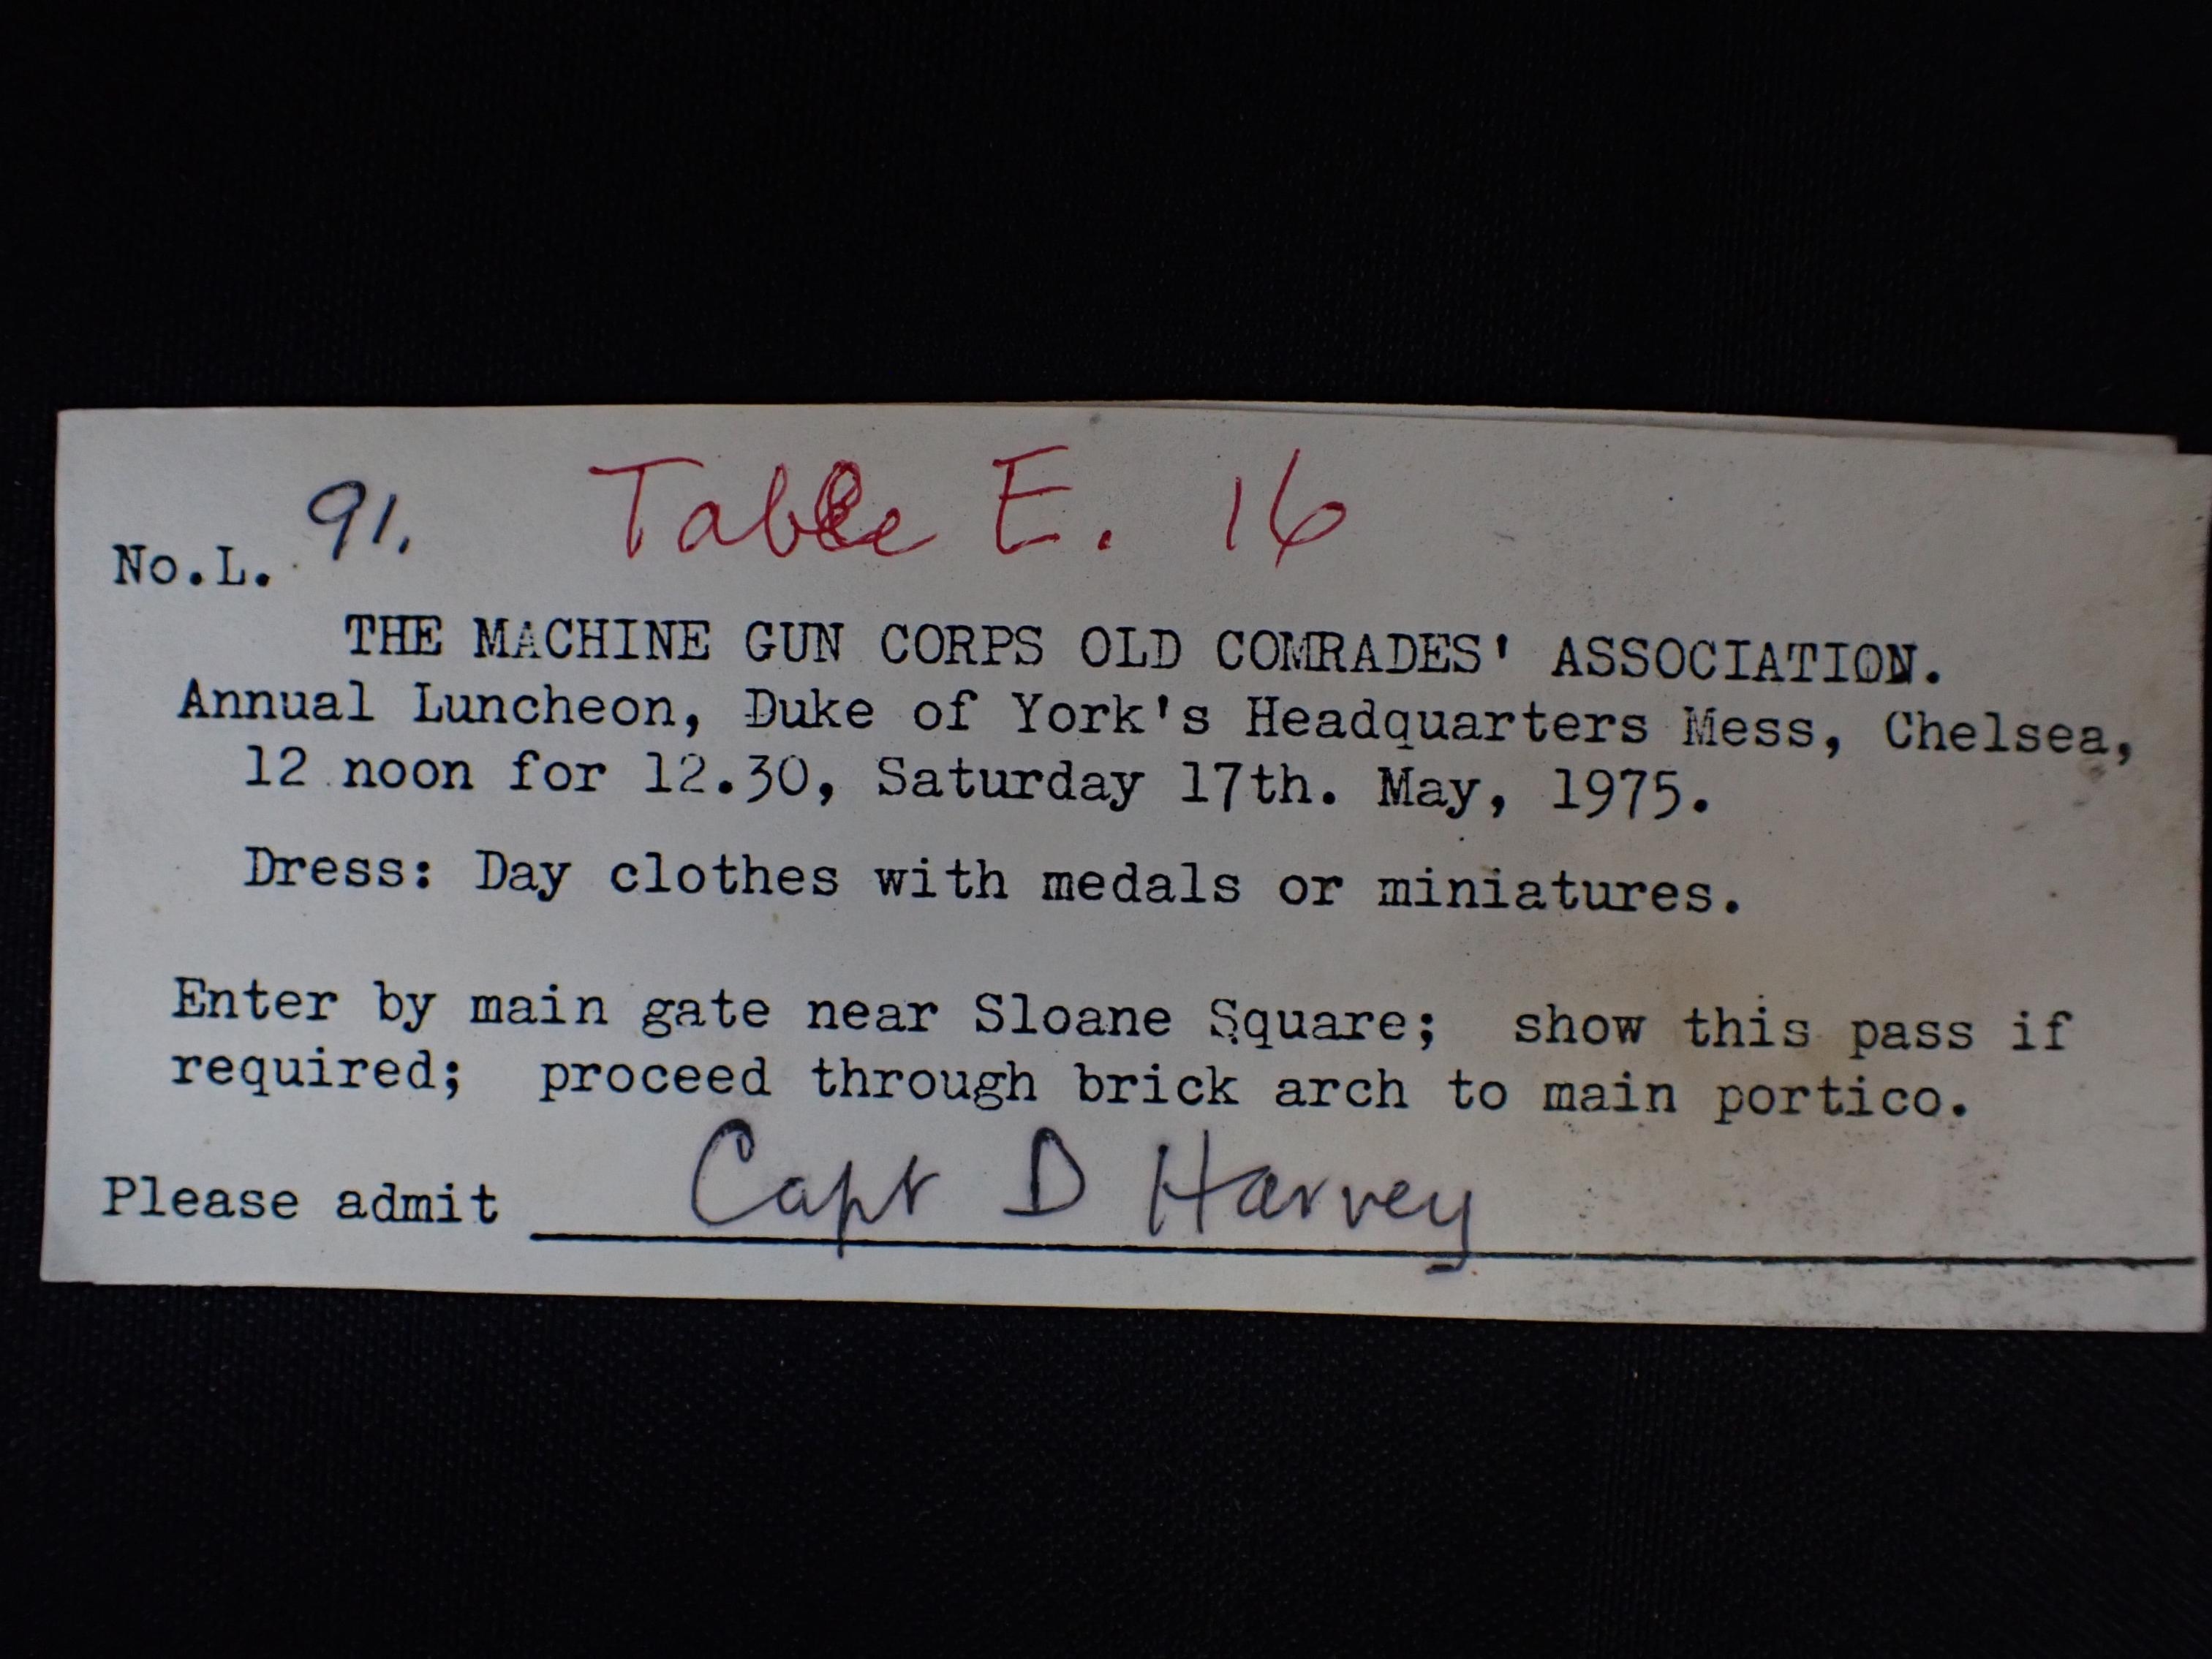 No.L. 91. Table E. 16
THE MACHINE GUN CORPS OLD COMRADES' ASSOCIATION.
Annual Luncheon, Duke of York's Headquarters Mess, Chelsea,
12 noon for 12.30, Saturday 17th. May, 1975.
Dress: Day clothes with medals or miniatures.
Enter by main gate near Sloane Square; show this pass if
required; proceed through brick arch to main portico.
Please admit Capt D Harvey